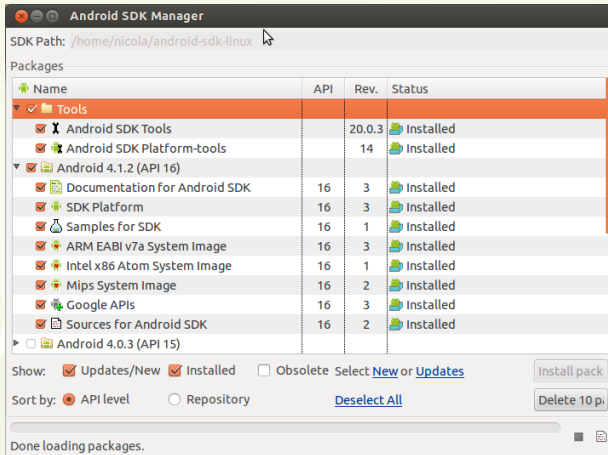 Android SDK Manager
SDK Path: /home/nicola/android-sdk-linux
Packages
Name API Rev. Status
Tools
Android SDK Tools 20.0.3 Installed
Android SDK Platform-tools 14 Installed
Android 4.1.2 (API 16)
Documentation for Android SDK 16 3 Installed
SDK Platform 16 3 Installed
Samples for SDK 16 1 Installed
ARM EABI v7a System Image 16 3 Installed
Intel x86 Atom System Image 16 1 Installed
Mips System Image 16 2 Installed
Google APIs 16 3 Installed
Sources for Android SDK 16 2 Installed
Android 4.0.3 (API 15)
Show: Updates/New Installed Obsolete Select New or Updates Install pack
Sort by: API level Repository Deselect All Delete 10 pa
Done loading packages.